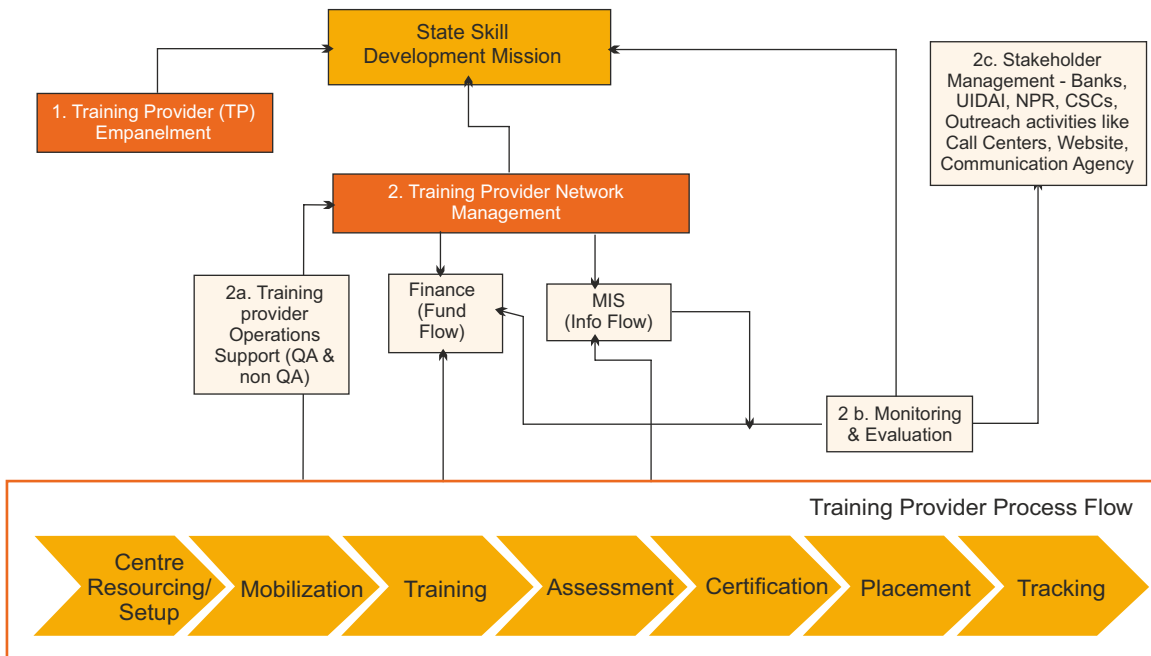 State Skill
Development Mission
2c. Stakeholder
Management - Banks,
UIDAI, NPR, CSCs,
Outreach activities like
Call Centers, Website,
Communication Agency
1. Training Provider (TP)
Empanelment
2. Training Provider Network
Management
2a. Training
provider
Operations
Support (QA &
non QA)
Finance
(Fund
Flow)
MIS
(Info Flow)
2 b. Monitoring
& Evaluation
Training Provider Process Flow
Centre
Resourcing/
Setup
Mobilization
Training
Assessment
Certification
Placement
Tracking